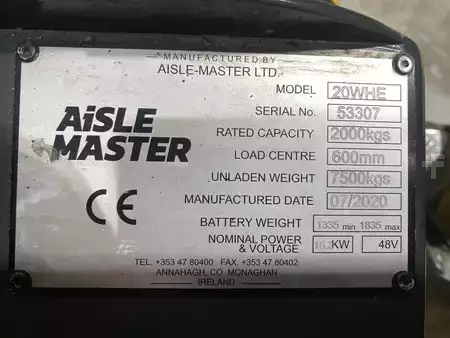 MANUFACTURED BY
AISLE-MASTER LTD.
AiSLE
MASTER
CE
MODEL 20WHE
SERIAL No. 53307
RATED CAPACITY 2000kgs
LOAD CENTRE 600mm
UNLADEN WEIGHT 7500kgs
MANUFACTURED DATE 07/2020
BATTERY WEIGHT 1335 min 1835 max
NOMINAL POWER
& VOLTAGE KW 48V
TEL. +353 47 80400 FAX. +353 47 80402
ANNAHAGH, CO. MONAGHAN
IRELAND